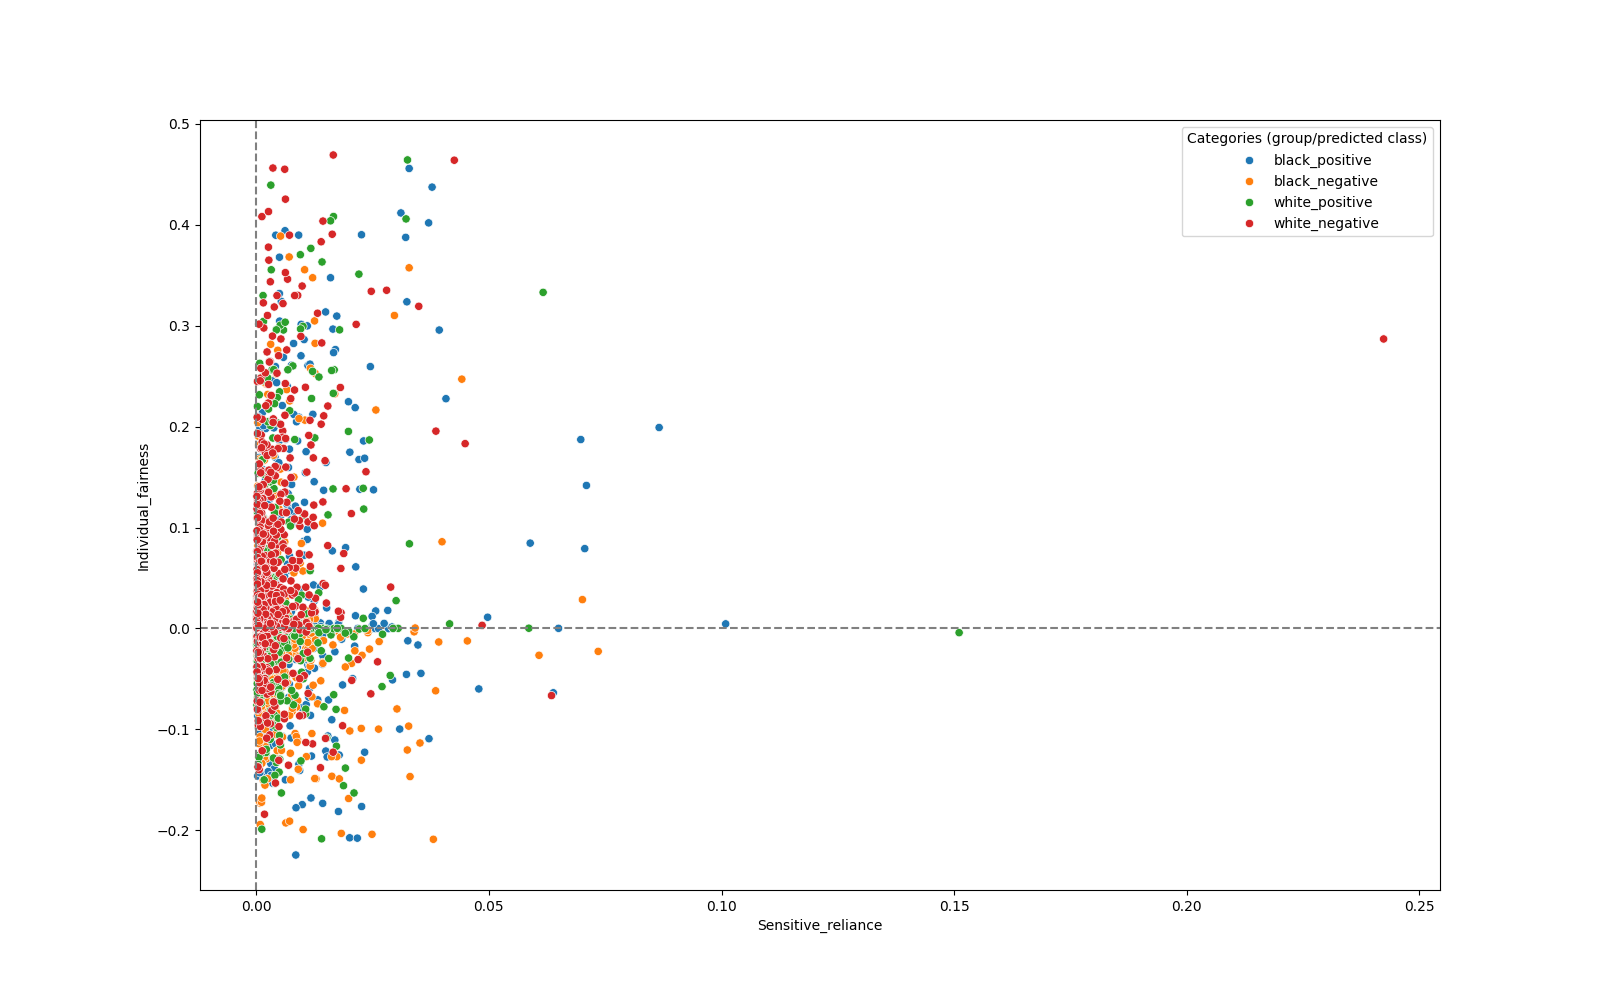 Categories (group/predicted class)
black_positive
black_negative
white_positive
white_negative
Individual_fairness
0.5
0.4
0.3
0.2
0.1
0.0
−0.1
−0.2
0.00 0.05 0.10 0.15 0.20 0.25
Sensitive_reliance